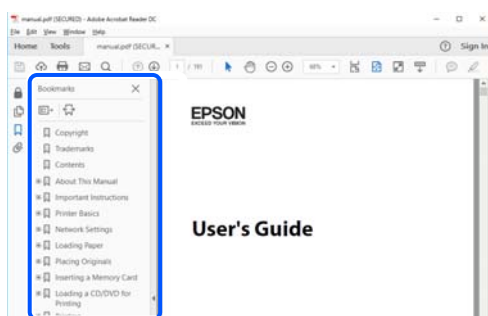 manual.pdf (SECURED) - Adobe Acrobat Reader DC
File Edit View Window Help
Home Tools manual.pdf (SECUR... × Sign In
1 / 191
Bookmarks
EPSON
EXCEED YOUR VISION
Copyright
Trademarks
Contents
About This Manual
Important Instructions
Printer Basics
Network Settings
User's Guide
Loading Paper
Placing Originals
Inserting a Memory Card
Loading a CD/DVD for
Printing